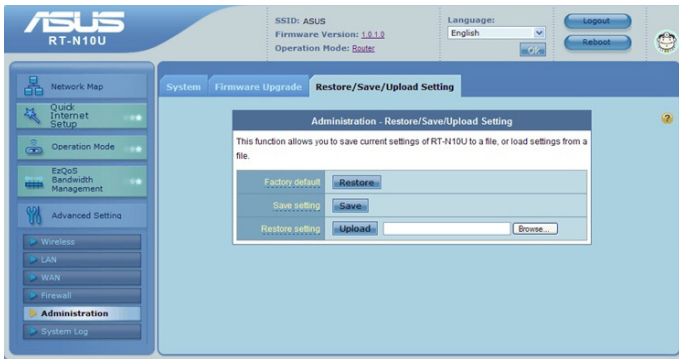 ASUS
RT-N10U
SSID: ASUS
Firmware Version: 1.0.1.0
Operation Mode: Router
Language:
English
OK
Logout
Reboot
Network Map
Quick
Internet
Setup
Operation Mode
EzQoS
Bandwidth
Management
Advanced Setting
Wireless
LAN
WAN
Firewall
Administration
System Log
System
Firmware Upgrade
Restore/Save/Upload Setting
Administration - Restore/Save/Upload Setting
This function allows you to save current settings of RT-N10U to a file, or load settings from a
file.
Factory default
Restore
Save setting
Save
Restore setting
Upload
Browse...
?